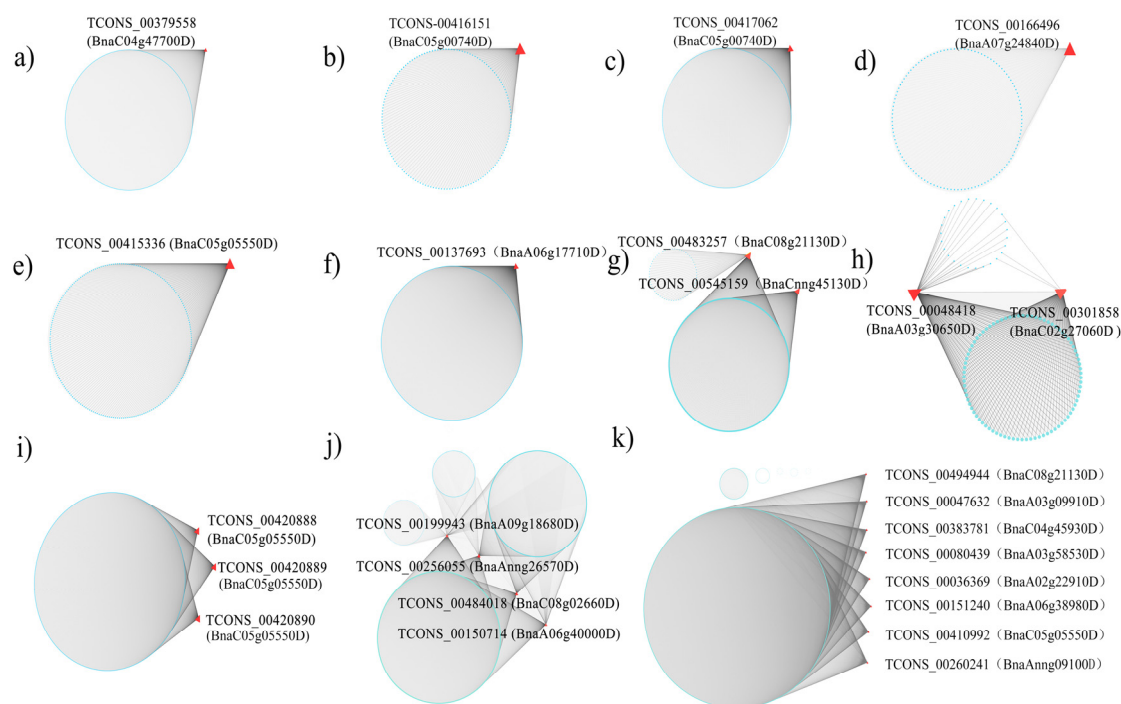 a)
TCONS_00379558
(BnaC04g47700D)
b)
TCONS-00416151
(BnaC05g00740D)
c)
TCONS_00417062
(BnaC05g00740D)
d)
TCONS_00166496
(BnaA07g24840D)
e)
TCONS_00415336 (BnaC05g05550D)
f)
TCONS_00137693（BnaA06g17710D)
g)
TCONS_00483257（BnaC08g21130D）
TCONS_00545159（BnaCnng45130D）
h)
TCONS_00048418
(BnaA03g30650D)
TCONS_00301858
(BnaC02g27060D）
i)
TCONS_00420888
(BnaC05g05550D)
TCONS_00420889
(BnaC05g05550D)
TCONS_00420890
(BnaC05g05550D)
j)
TCONS_00199943 (BnaA09g18680D)
TCONS_00256055 (BnaAnng26570D)
TCONS_00484018 (BnaC08g02660D)
TCONS_00150714 (BnaA06g40000D)
k)
TCONS_00494944（BnaC08g21130D）
TCONS_00047632（BnaA03g09910D）
TCONS_00383781（BnaC04g45930D）
TCONS_00080439（BnaA03g58530D）
TCONS_00036369（BnaA02g22910D）
TCONS_00151240（BnaA06g38980D）
TCONS_00410992（BnaC05g05550D）
TCONS_00260241（BnaAnng09100D）